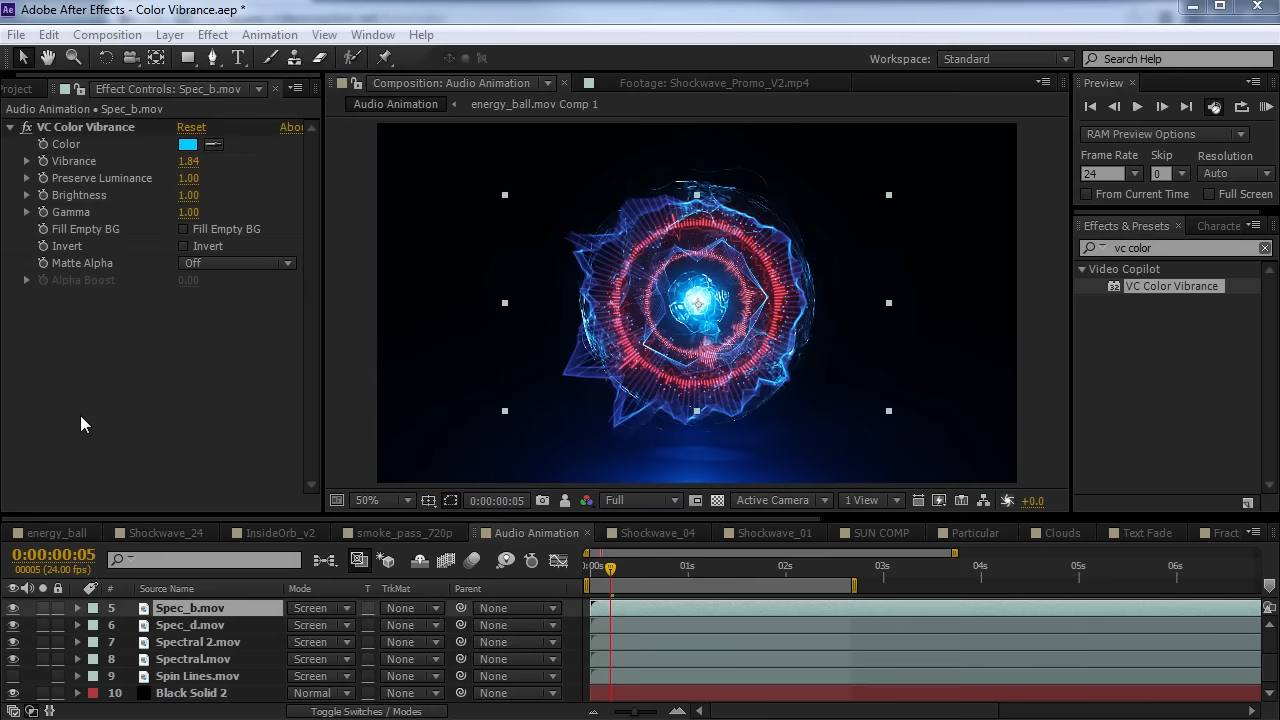 Adobe After Effects - Color Vibrance.aep *
File Edit Composition Layer Effect Animation View Window Help
Workspace: Standard Search Help
roject Effect Controls: Spec_b.mov
Audio Animation • Spec_b.mov
fx VC Color Vibrance Reset Abou
Color
Vibrance 1.84
Preserve Luminance 1.00
Brightness 1.00
Gamma 1.00
Fill Empty BG Fill Empty BG
Invert Invert
Matte Alpha Off
Alpha Boost 0.00
Composition: Audio Animation Footage: Shockwave_Promo_V2.mp4
Audio Animation energy_ball.mov Comp 1
50% 0:00:00:05 Full Active Camera 1 View +0.0
Preview
RAM Preview Options
Frame Rate Skip Resolution
24 0 Auto
From Current Time Full Screen
Effects & Presets Characte
vc color
Video Copilot
32 VC Color Vibrance
energy_ball Shockwave_24 InsideOrb_v2 smoke_pass_720p Audio Animation Shockwave_04 Shockwave_01 SUN COMP Particular Clouds Text Fade Fract
0:00:00:05
00005 (24.00 fps)
:00s 01s 02s 03s 04s 05s 06s
# Source Name Mode T TrkMat Parent
5 Spec_b.mov Screen None None
6 Spec_d.mov Screen None None
7 Spectral 2.mov Screen None None
8 Spectral.mov Screen None None
9 Spin Lines.mov Screen None None
10 Black Solid 2 Normal None None
Toggle Switches / Modes